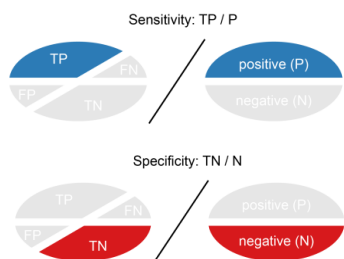 Sensitivity: TP / P
TP
FN
FP
TN
positive (P)
negative (N)
Specificity: TN / N
TP
FN
FP
TN
positive (P)
negative (N)